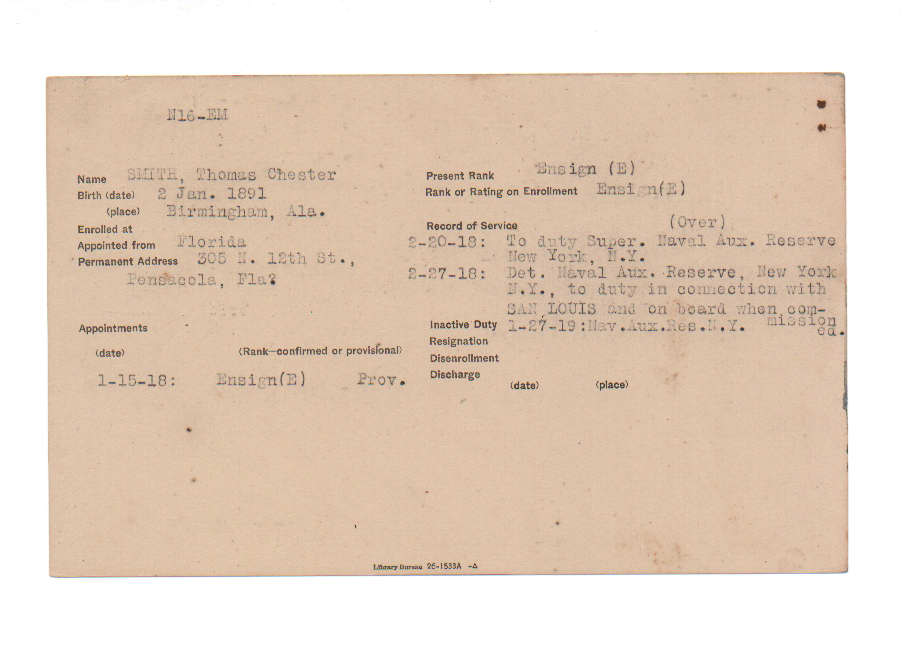 N16-EM
Name SMITH, Thomas Chester
Birth (date) 2 Jan. 1891
(place) Birmingham, Ala.
Enrolled at
Appointed from Florida
Permanent Address 305 N. 12th St.,
Pensacola, Fla?
Appointments
(date) (Rank—confirmed or provisional)
1-15-18: Ensign(E) Prov.
Present Rank Ensign (E)
Rank or Rating on Enrollment Ensign(E)
Record of Service (Over)
2-20-18: To duty Super. Naval Aux. Reserve
New York, N.Y.
2-27-18: Det. Naval Aux. Reserve, New York
N.Y., to duty in connection with
SAN LOUIS and on board when com-
mission
ed.
Inactive Duty 1-27-19:Nav.Aux.Res.N.Y.
Resignation
Disenrollment
Discharge
(date) (place)
Library Bureau 26-1533A